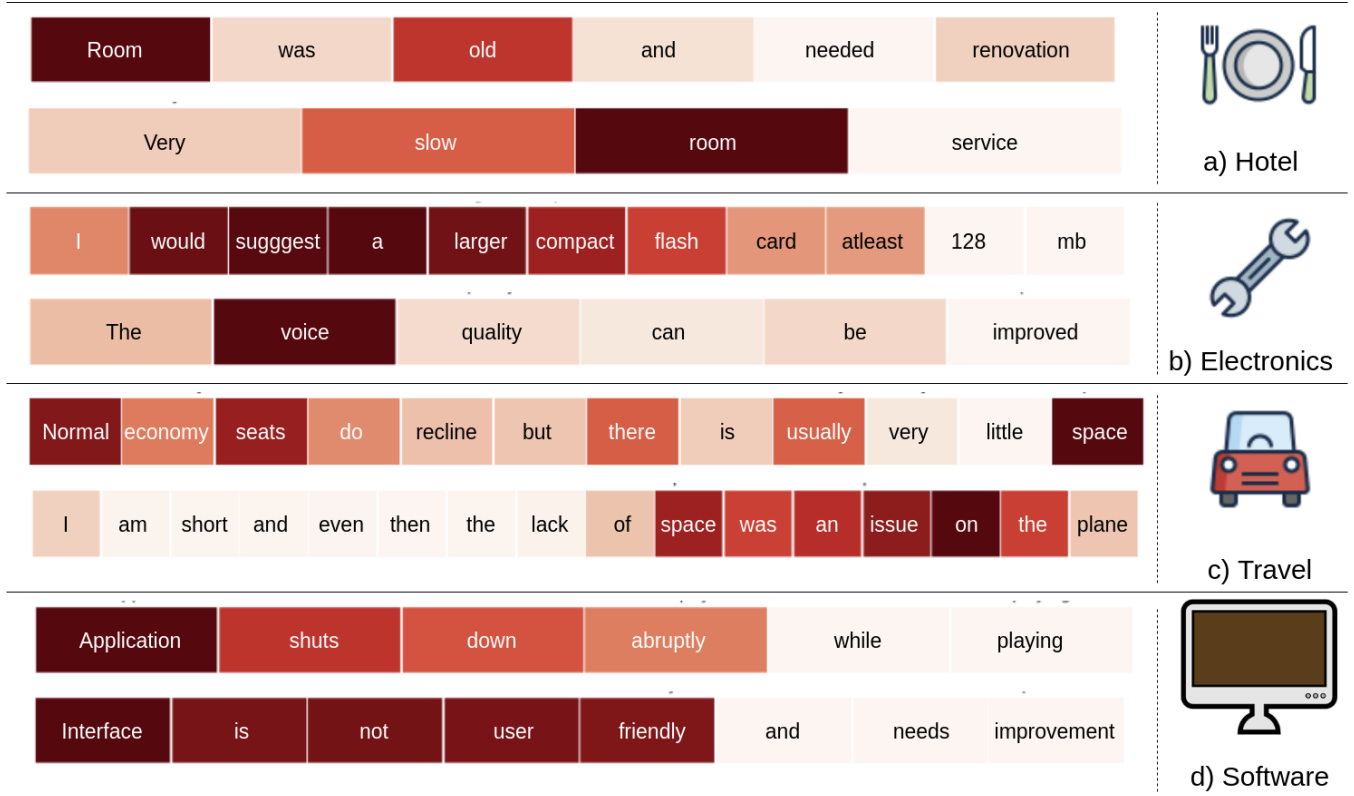 Room was old and needed renovation
Very slow room service
a) Hotel
I would sugggest a larger compact flash card atleast 128 mb
The voice quality can be improved
b) Electronics
Normal economy seats do recline but there is usually very little space
I am short and even then the lack of space was an issue on the plane
c) Travel
Application shuts down abruptly while playing
Interface is not user friendly and needs improvement
d) Software